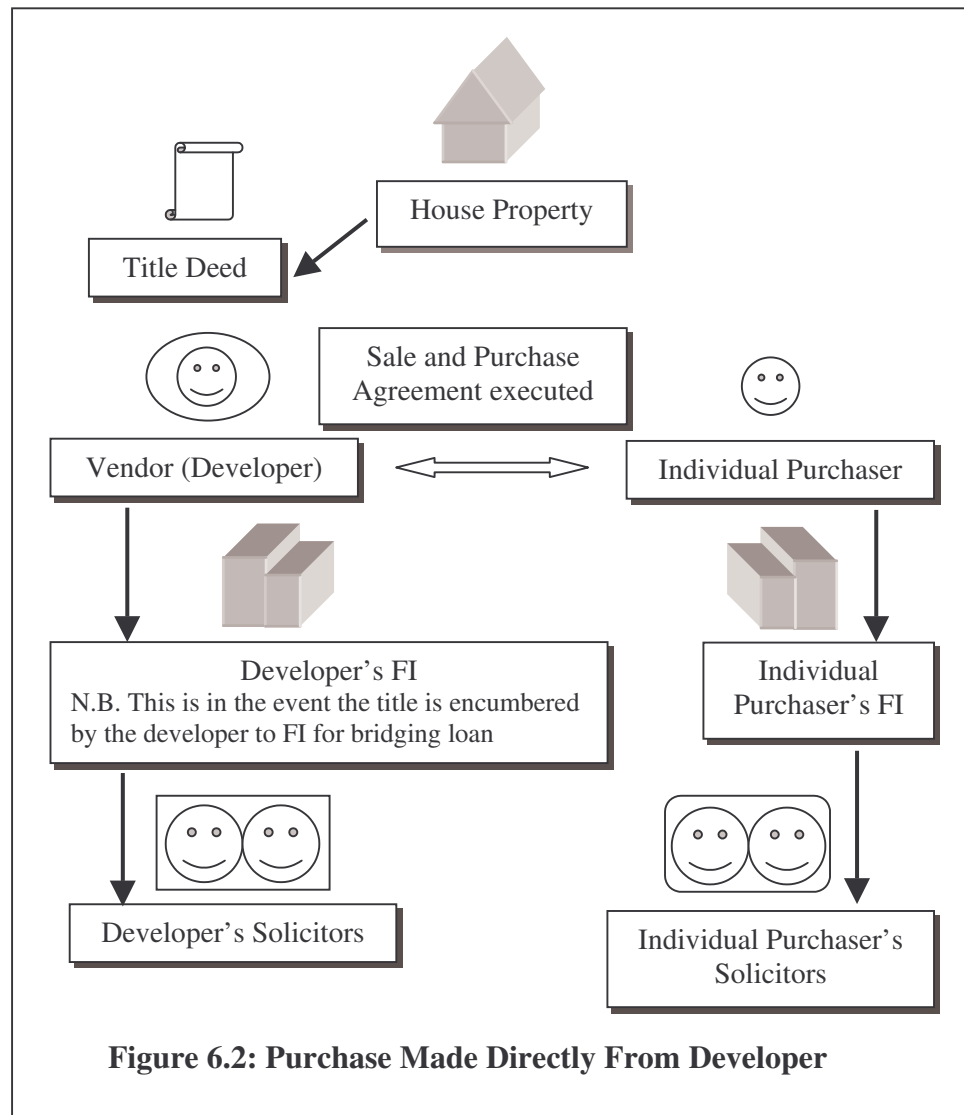 House Property
Title Deed
Sale and Purchase
Agreement executed
Vendor (Developer)
Individual Purchaser
Developer’s FI
N.B. This is in the event the title is encumbered
by the developer to FI for bridging loan
Individual
Purchaser’s FI
Developer’s Solicitors
Individual Purchaser’s
Solicitors
Figure 6.2: Purchase Made Directly From Developer